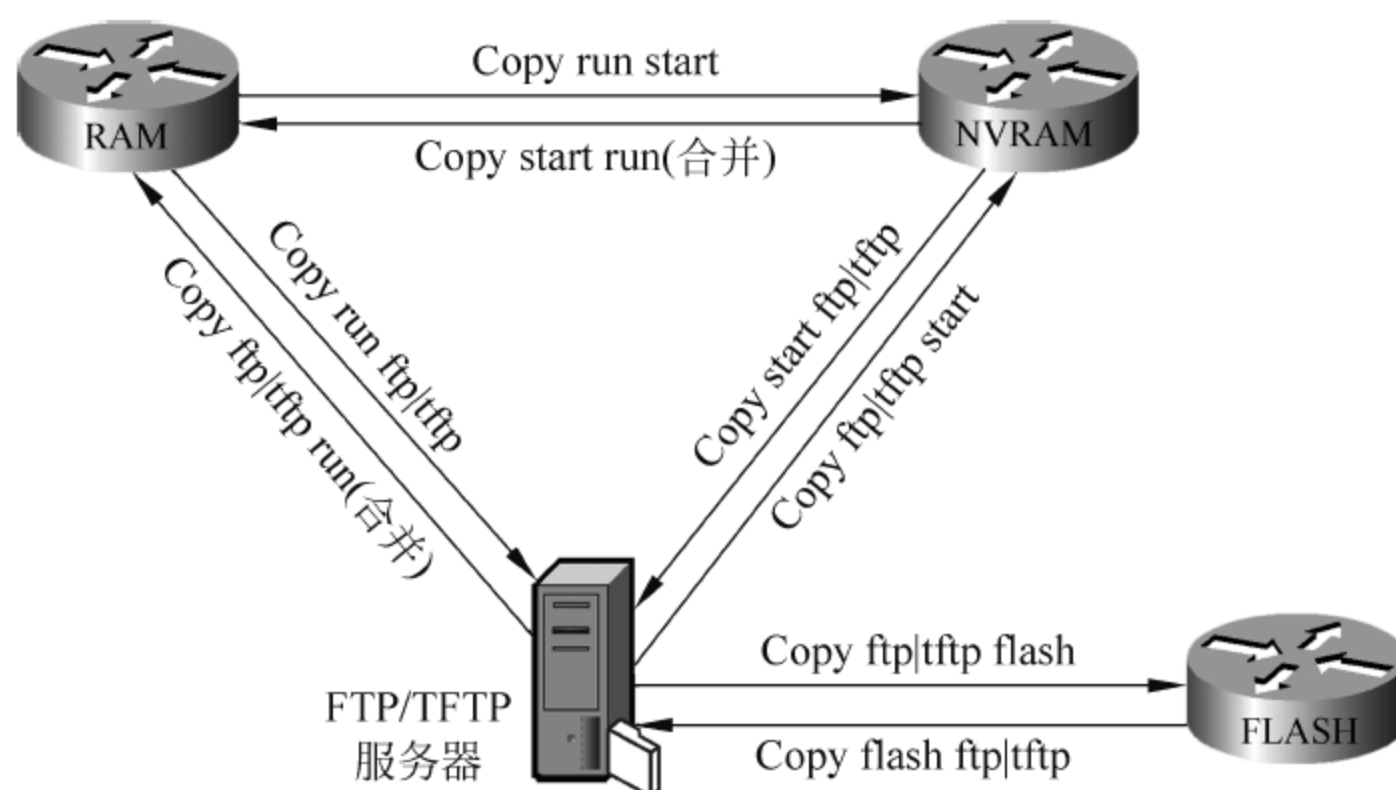 Copy run start
RAM
NVRAM
Copy start run(合并)
Copy run ftp|tftp
Copy ftp|tftp run(合并)
Copy start ftp|tftp
Copy ftp|tftp start
Copy ftp|tftp flash
FTP/TFTP
服务器
FLASH
Copy flash ftp|tftp